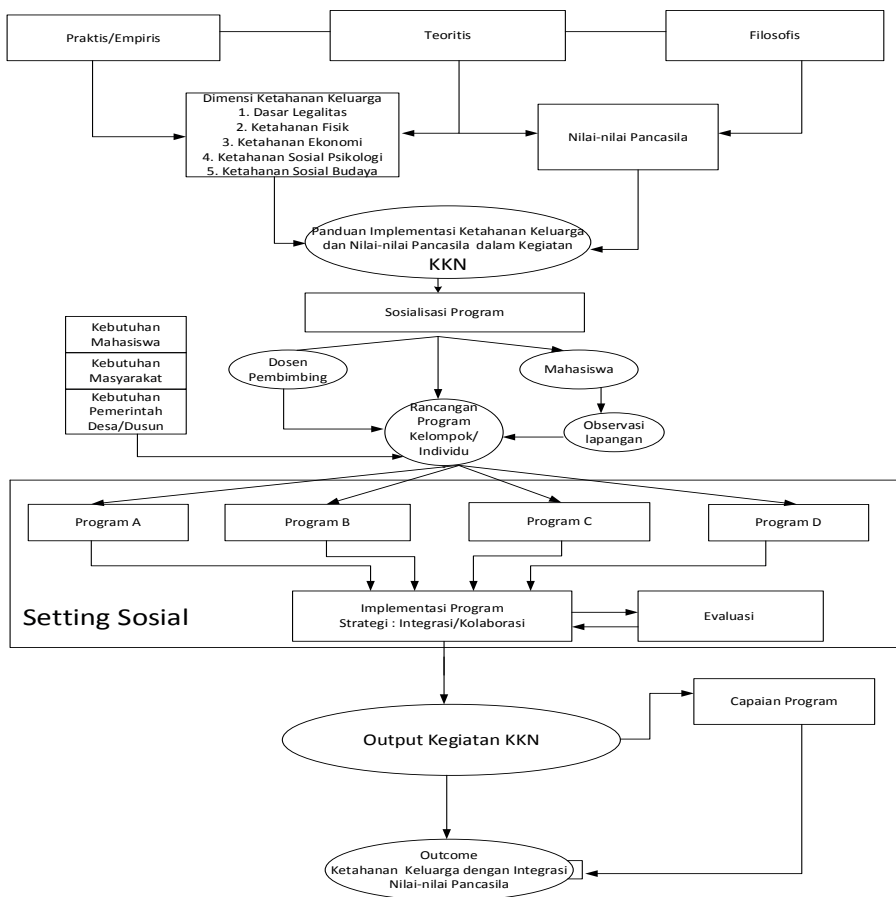 Praktis/Empiris
Teoritis
Filosofis
Dimensi Ketahanan Keluarga
1. Dasar Legalitas
2. Ketahanan Fisik
3. Ketahanan Ekonomi
4. Ketahanan Sosial Psikologi
5. Ketahanan Sosial Budaya
Nilai-nilai Pancasila
Panduan Implementasi Ketahanan Keluarga
dan Nilai-nilai Pancasila dalam Kegiatan
KKN
Sosialisasi Program
Kebutuhan
Mahasiswa
Kebutuhan
Masyarakat
Kebutuhan
Pemerintah
Desa/Dusun
Dosen
Pembimbing
Mahasiswa
Rancangan
Program
Kelompok/
Individu
Observasi
lapangan
Program A
Program B
Program C
Program D
Setting Sosial
Implementasi Program
Strategi : Integrasi/Kolaborasi
Evaluasi
Output Kegiatan KKN
Capaian Program
Outcome
Ketahanan Keluarga dengan Integrasi
Nilai-nilai Pancasila